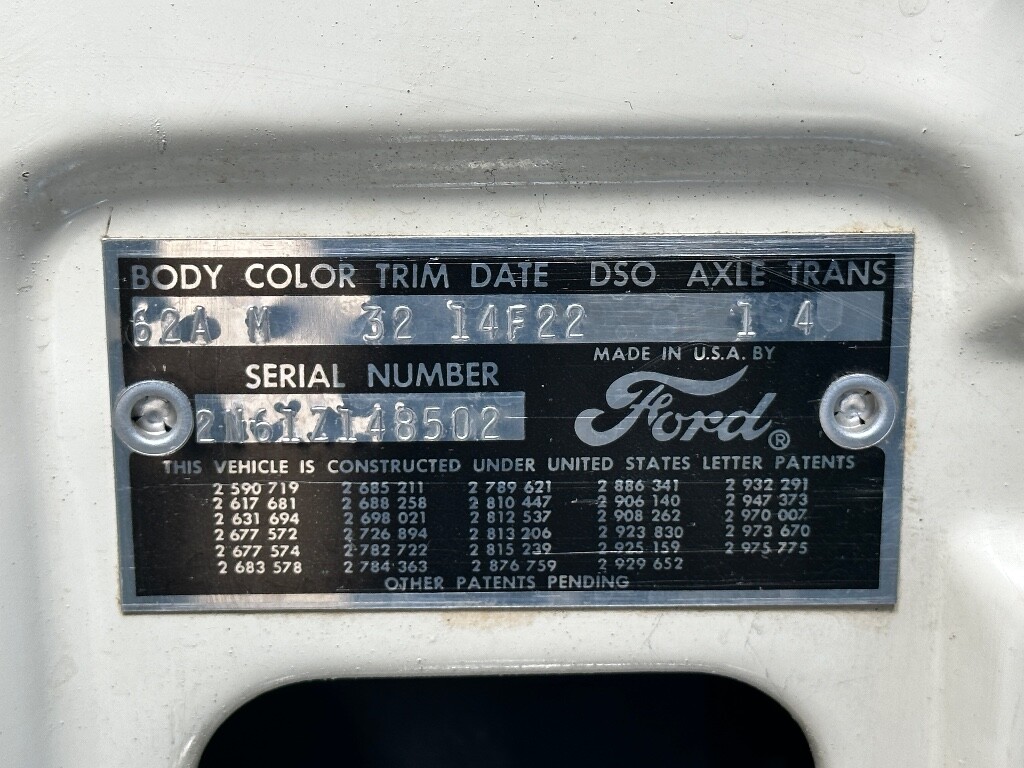 BODY COLOR TRIM DATE DSO AXLE TRANS
62A M 32 14F22 1 4
MADE IN U.S.A. BY
SERIAL NUMBER
Ford®
2N61Z148502
THIS VEHICLE IS CONSTRUCTED UNDER UNITED STATES LETTER PATENTS
2 590 719 2 685 211 2 789 621 2 886 341 2 932 291
2 617 681 2 688 258 2 810 447 2 906 140 2 947 373
2 631 694 2 698 021 2 812 537 2 908 262 2 970 007
2 677 572 2 726 894 2 813 206 2 923 830 2 973 670
2 677 574 2 782 722 2 815 239 2 925 159 2 975 775
2 683 578 2 784 363 2 876 759 2 929 652
OTHER PATENTS PENDING